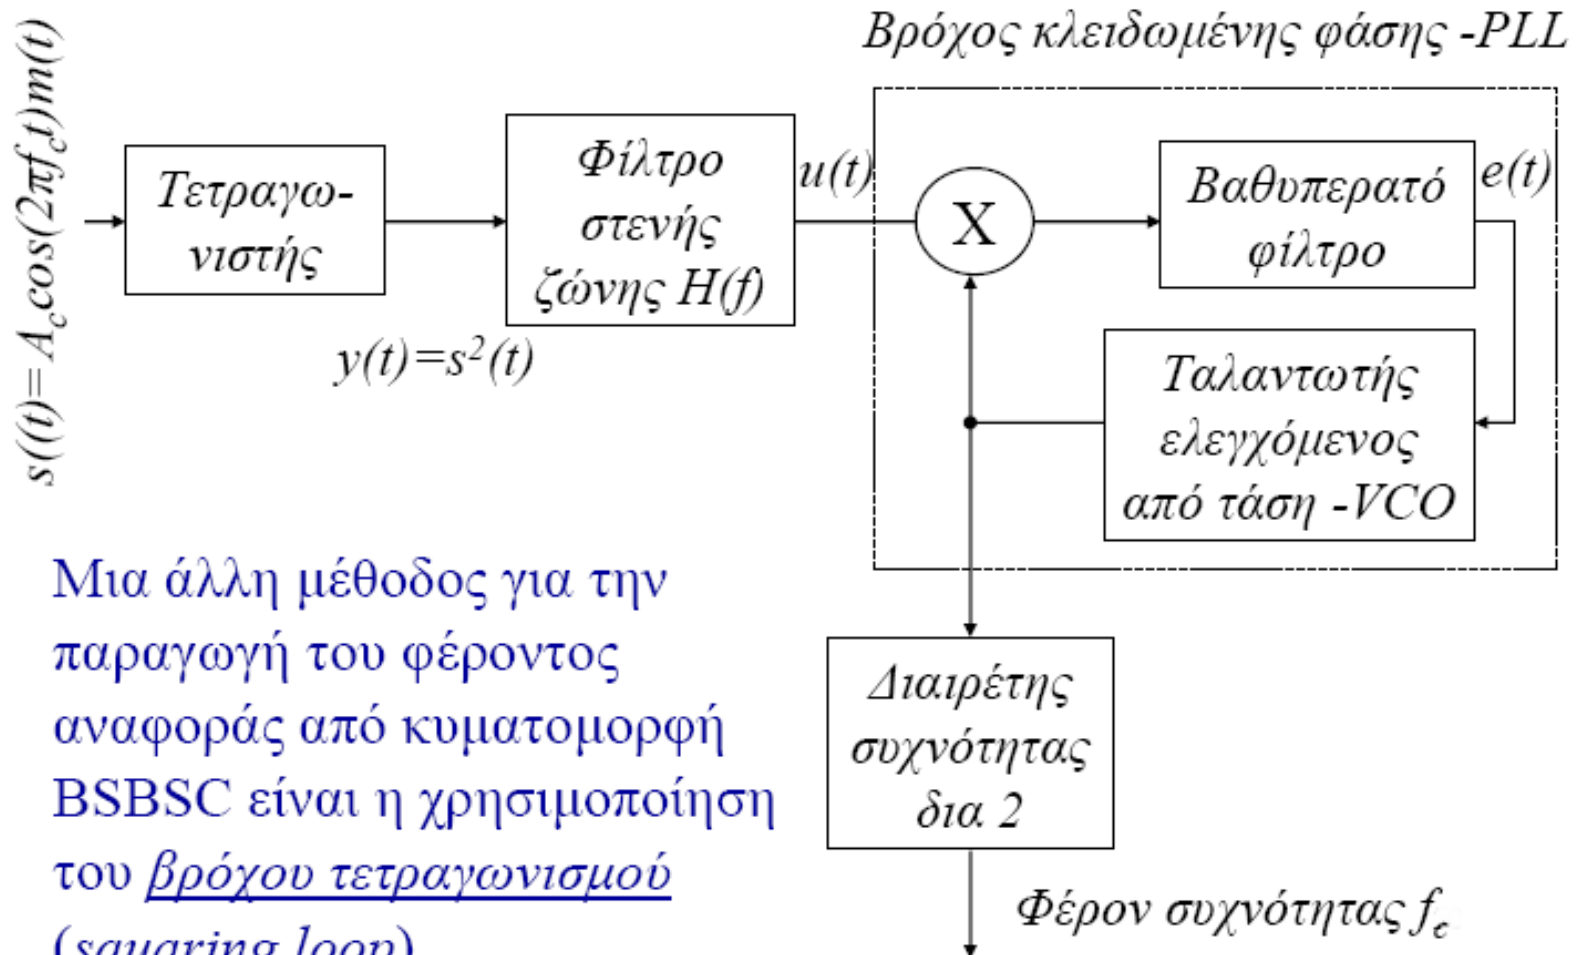 Βρόχος κλειδωμένης φάσης -PLL
s((t)= A_c cos(2πf_c t)m(t)
Τετραγω-
νιστής
y(t)=s²(t)
Φίλτρο
στενής
ζώνης H(f)
u(t)
X
Βαθυπερατό
φίλτρο
e(t)
Ταλαντωτής
ελεγχόμενος
από τάση -VCO
Διαιρέτης
συχνότητας
δια 2
Φέρον συχνότητας f_c
Μια άλλη μέθοδος για την
παραγωγή του φέροντος
αναφοράς από κυματομορφή
BSBSC είναι η χρησιμοποίηση
του βρόχου τετραγωνισμού
(squaring loop)